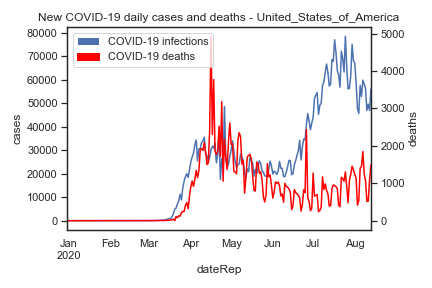 New COVID-19 daily cases and deaths - United_States_of_America
COVID-19 infections
COVID-19 deaths
80000
70000
60000
50000
40000
30000
20000
10000
0
cases
5000
4000
3000
2000
1000
0
deaths
Jan Feb Mar Apr May Jun Jul Aug
2020
dateRep